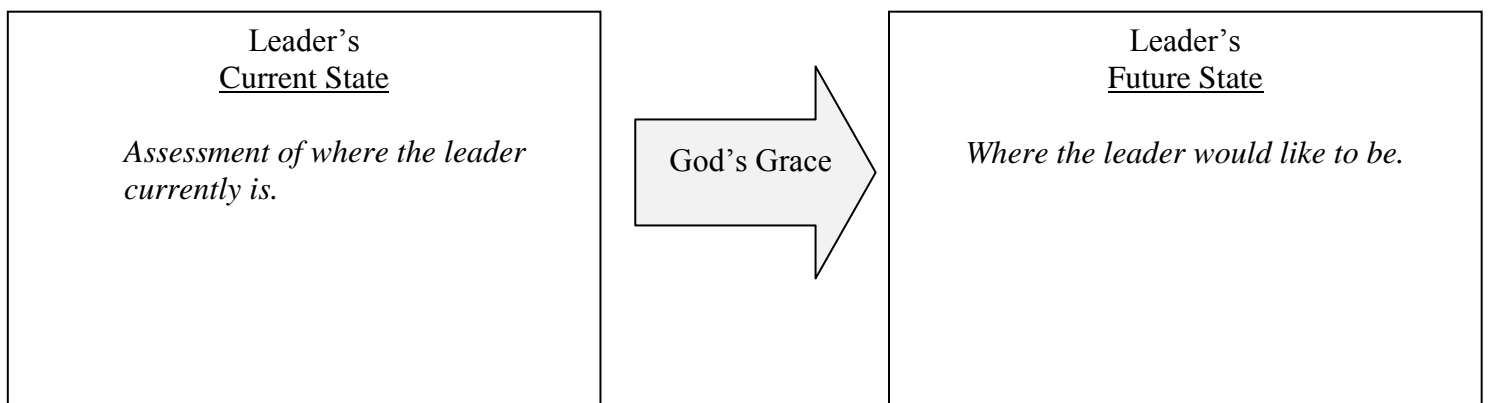 Leader’s
Current State
Assessment of where the leader
currently is.
God’s Grace
Leader’s
Future State
Where the leader would like to be.